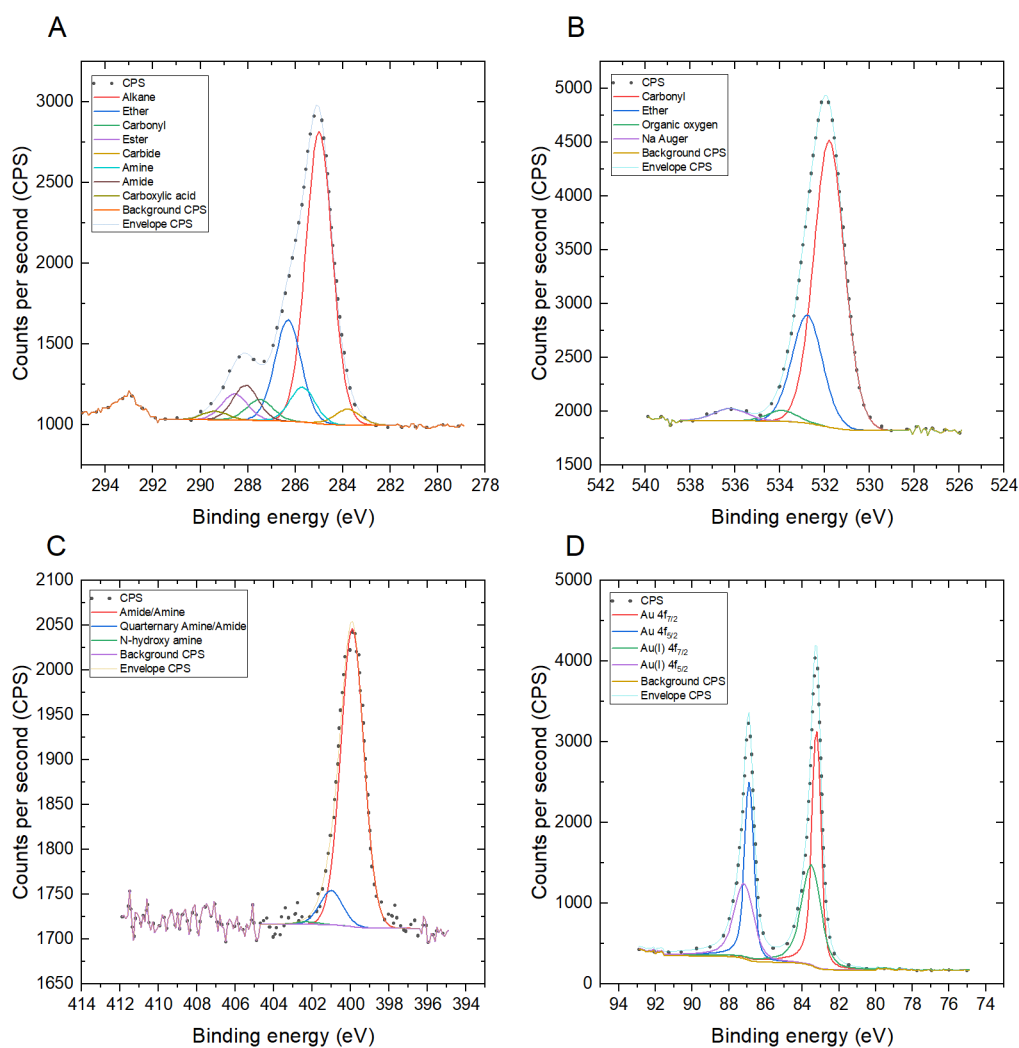 A
Counts per second (CPS)
3000
2500
2000
1500
1000
CPS
Alkane
Ether
Carbonyl
Ester
Carbide
Amine
Amide
Carboxylic acid
Background CPS
Envelope CPS
294 292 290 288 286 284 282 280 278
Binding energy (eV)
B
Counts per second (CPS)
5000
4500
4000
3500
3000
2500
2000
1500
CPS
Carbonyl
Ether
Organic oxygen
Na Auger
Background CPS
Envelope CPS
542 540 538 536 534 532 530 528 526 524
Binding energy (eV)
C
Counts per second (CPS)
2100
2050
2000
1950
1900
1850
1800
1750
1700
1650
CPS
Amide/Amine
Quarternary Amine/Amide
N-hydroxy amine
Background CPS
Envelope CPS
414 412 410 408 406 404 402 400 398 396 394
Binding energy (eV)
D
Counts per second (CPS)
5000
4000
3000
2000
1000
0
CPS
Au 4f7/2
Au 4f5/2
Au(I) 4f7/2
Au(I) 4f5/2
Background CPS
Envelope CPS
94 92 90 88 86 84 82 80 78 76 74
Binding energy (eV)